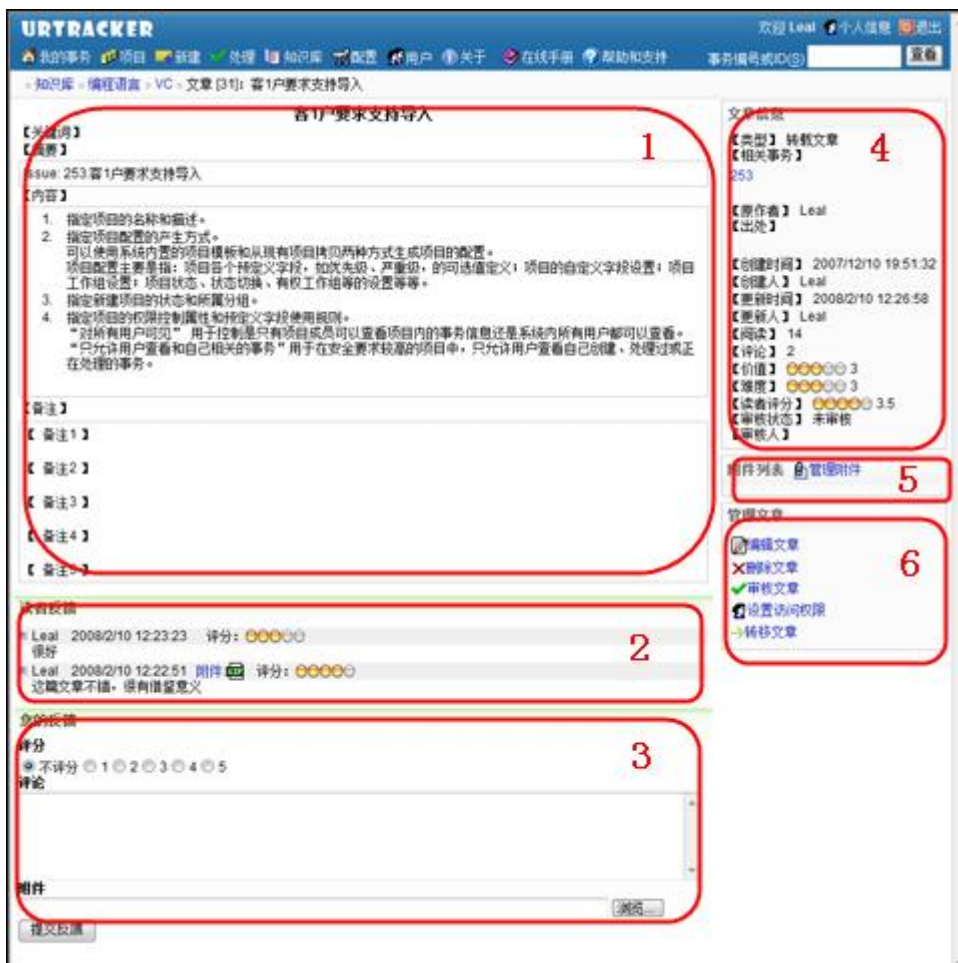 URTRACKER
欢迎 Leal 个人信息 退出
我的事务 项目 新建 处理 知识库 配置 用户 关于 在线手册 帮助和支持 事务编号或ID(S) 查看
知识库 编程语言 VC 文章 [31]: 客1户要求支持导入
客1户要求支持导入
【关键词】
【摘要】
Issue: 253 客1户要求支持导入
【内容】
1. 指定项目的名称和描述。
2. 指定项目配置的产生方式。
可以使用系统内置的项目模板和从现有项目拷贝两种方式生成项目的配置。
项目配置主要是指：项目各个预定义字段，如优先级、严重级，的可选值定义；项目的自定义字段设置；项目
工作组设置；项目状态、状态切换、有权工作组等的设置等等。
3. 指定新建项目的状态和所属分组。
4. 指定项目的权限控制属性和预定义字段使用规则。
“对所有用户可见” 用于控制是只有项目成员可以查看项目内的事务信息还是系统内所有用户都可以查看。
“只允许用户查看和自己相关的事务”用于在安全要求较高的项目中，只允许用户查看自己创建、处理过或正
在处理的事务。
【备注】
【 备注1 】
【 备注2 】
【 备注3 】
【 备注4 】
【 备注5 】
1
读者反馈
Leal 2008/2/10 12:23:23 评分:
很好
Leal 2008/2/10 12:22:51 附件 评分:
这篇文章不错，很有借鉴意义
2
您的反馈
评分
不评分 1 2 3 4 5
评论
附件
浏览...
提交反馈
3
文章信息
【类型】 转载文章
【相关事务】
253
【原作者】 Leal
【出处】
【创建时间】 2007/12/10 19:51:32
【创建人】 Leal
【更新时间】 2008/2/10 12:26:58
【更新人】 Leal
【阅读】 14
【评论】 2
【价值】 3
【难度】 3
【读者评分】 3.5
【审核状态】 未审核
【审核人】
4
附件列表 管理附件
5
管理文章
编辑文章
删除文章
审核文章
设置访问权限
转移文章
6